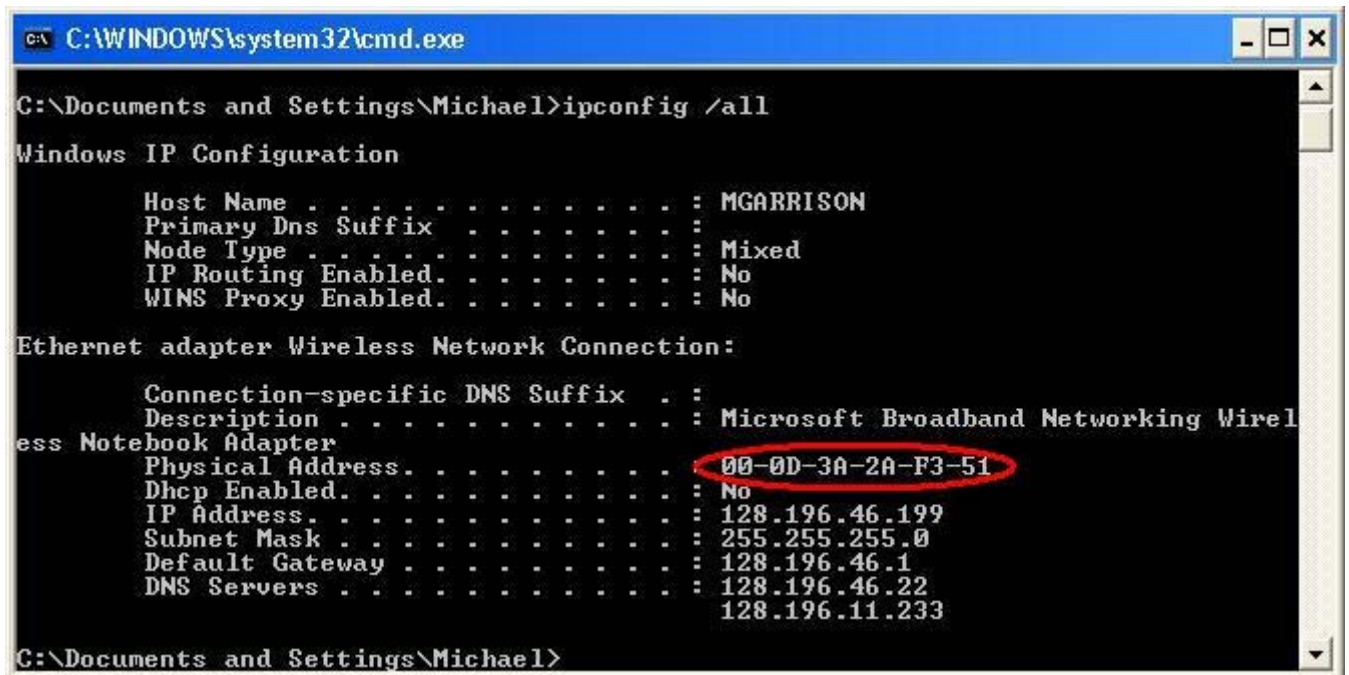 C:\WINDOWS\system32\cmd.exe
C:\Documents and Settings\Michael>ipconfig /all
Windows IP Configuration
Host Name . . . . . . . . . . . . : MGARRISON
Primary Dns Suffix  . . . . . . . :
Node Type . . . . . . . . . . . . : Mixed
IP Routing Enabled. . . . . . . . : No
WINS Proxy Enabled. . . . . . . . : No
Ethernet adapter Wireless Network Connection:
Connection-specific DNS Suffix  . :
Description . . . . . . . . . . . : Microsoft Broadband Networking Wirel
ess Notebook Adapter
Physical Address. . . . . . . . . : 00-0D-3A-2A-F3-51
Dhcp Enabled. . . . . . . . . . . : No
IP Address. . . . . . . . . . . . : 128.196.46.199
Subnet Mask . . . . . . . . . . . : 255.255.255.0
Default Gateway . . . . . . . . . : 128.196.46.1
DNS Servers . . . . . . . . . . . : 128.196.46.22
128.196.11.233
C:\Documents and Settings\Michael>